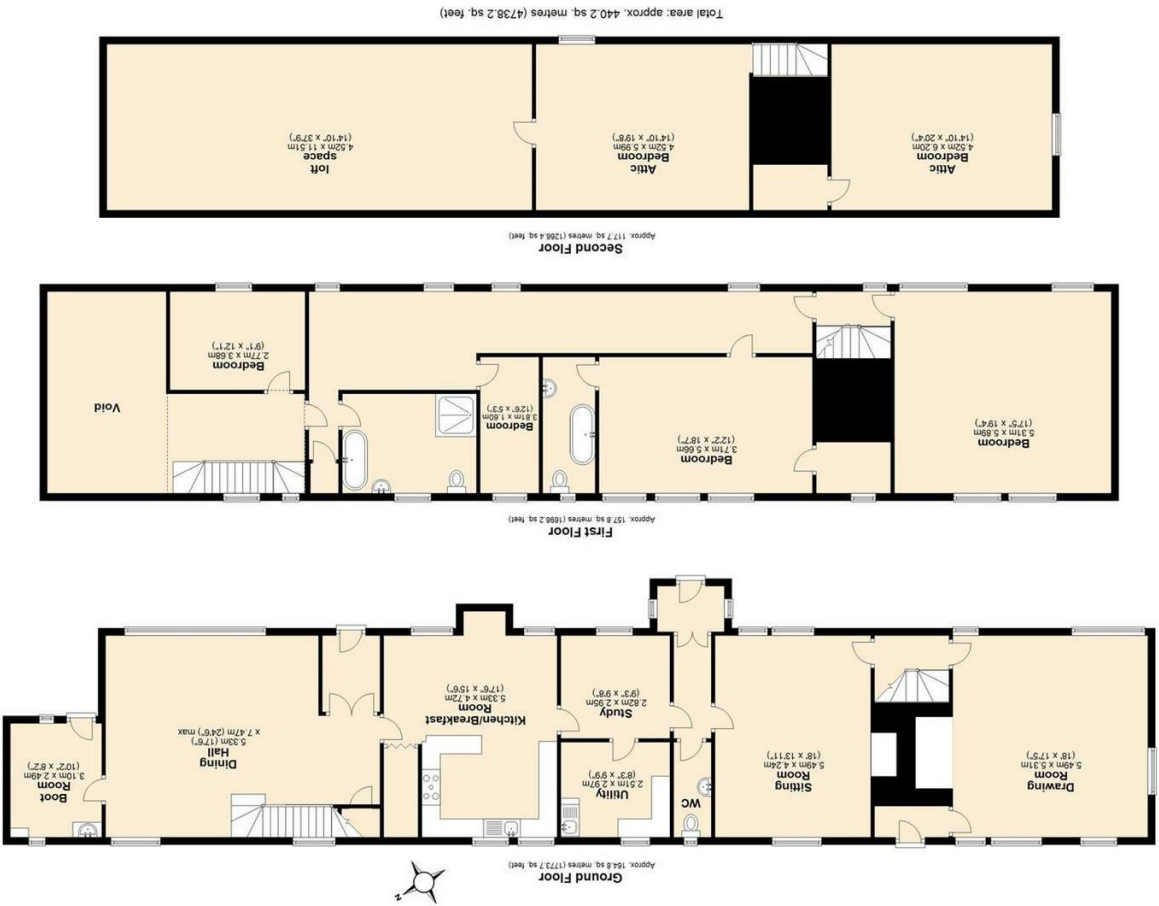 Ground Floor
Approx. 164.8 sq. metres (1773.7 sq. feet)
N
Drawing
Room
5.49m x 5.31m
(18' x 17'5")
Sitting
Room
5.49m x 4.24m
(18' x 13'11")
WC
Utility
2.51m x 2.97m
(8'3" x 9'9")
Study
2.82m x 2.95m
(9'3" x 9'8")
Kitchen/Breakfast
Room
5.33m x 4.72m
(17'6" x 15'6")
Dining
Hall
5.33m (17'6")
x 7.47m (24'6") max
Boot
Room
3.10m x 2.49m
(10'2" x 8'2")
First Floor
Approx. 157.8 sq. metres (1698.2 sq. feet)
Bedroom
5.31m x 5.89m
(17'5" x 19'4")
Bedroom
3.71m x 5.66m
(12'2" x 18'7")
Bedroom
3.81m x 1.60m
(12'6" x 5'3")
Bedroom
2.77m x 3.68m
(9'1" x 12'1")
Void
Second Floor
Approx. 117.7 sq. metres (1266.4 sq. feet)
Attic
Bedroom
4.52m x 6.20m
(14'10" x 20'4")
Attic
Bedroom
4.52m x 5.99m
(14'10" x 19'8")
loft
space
4.52m x 11.51m
(14'10" x 37'9")
Total area: approx. 440.2 sq. metres (4738.2 sq. feet)